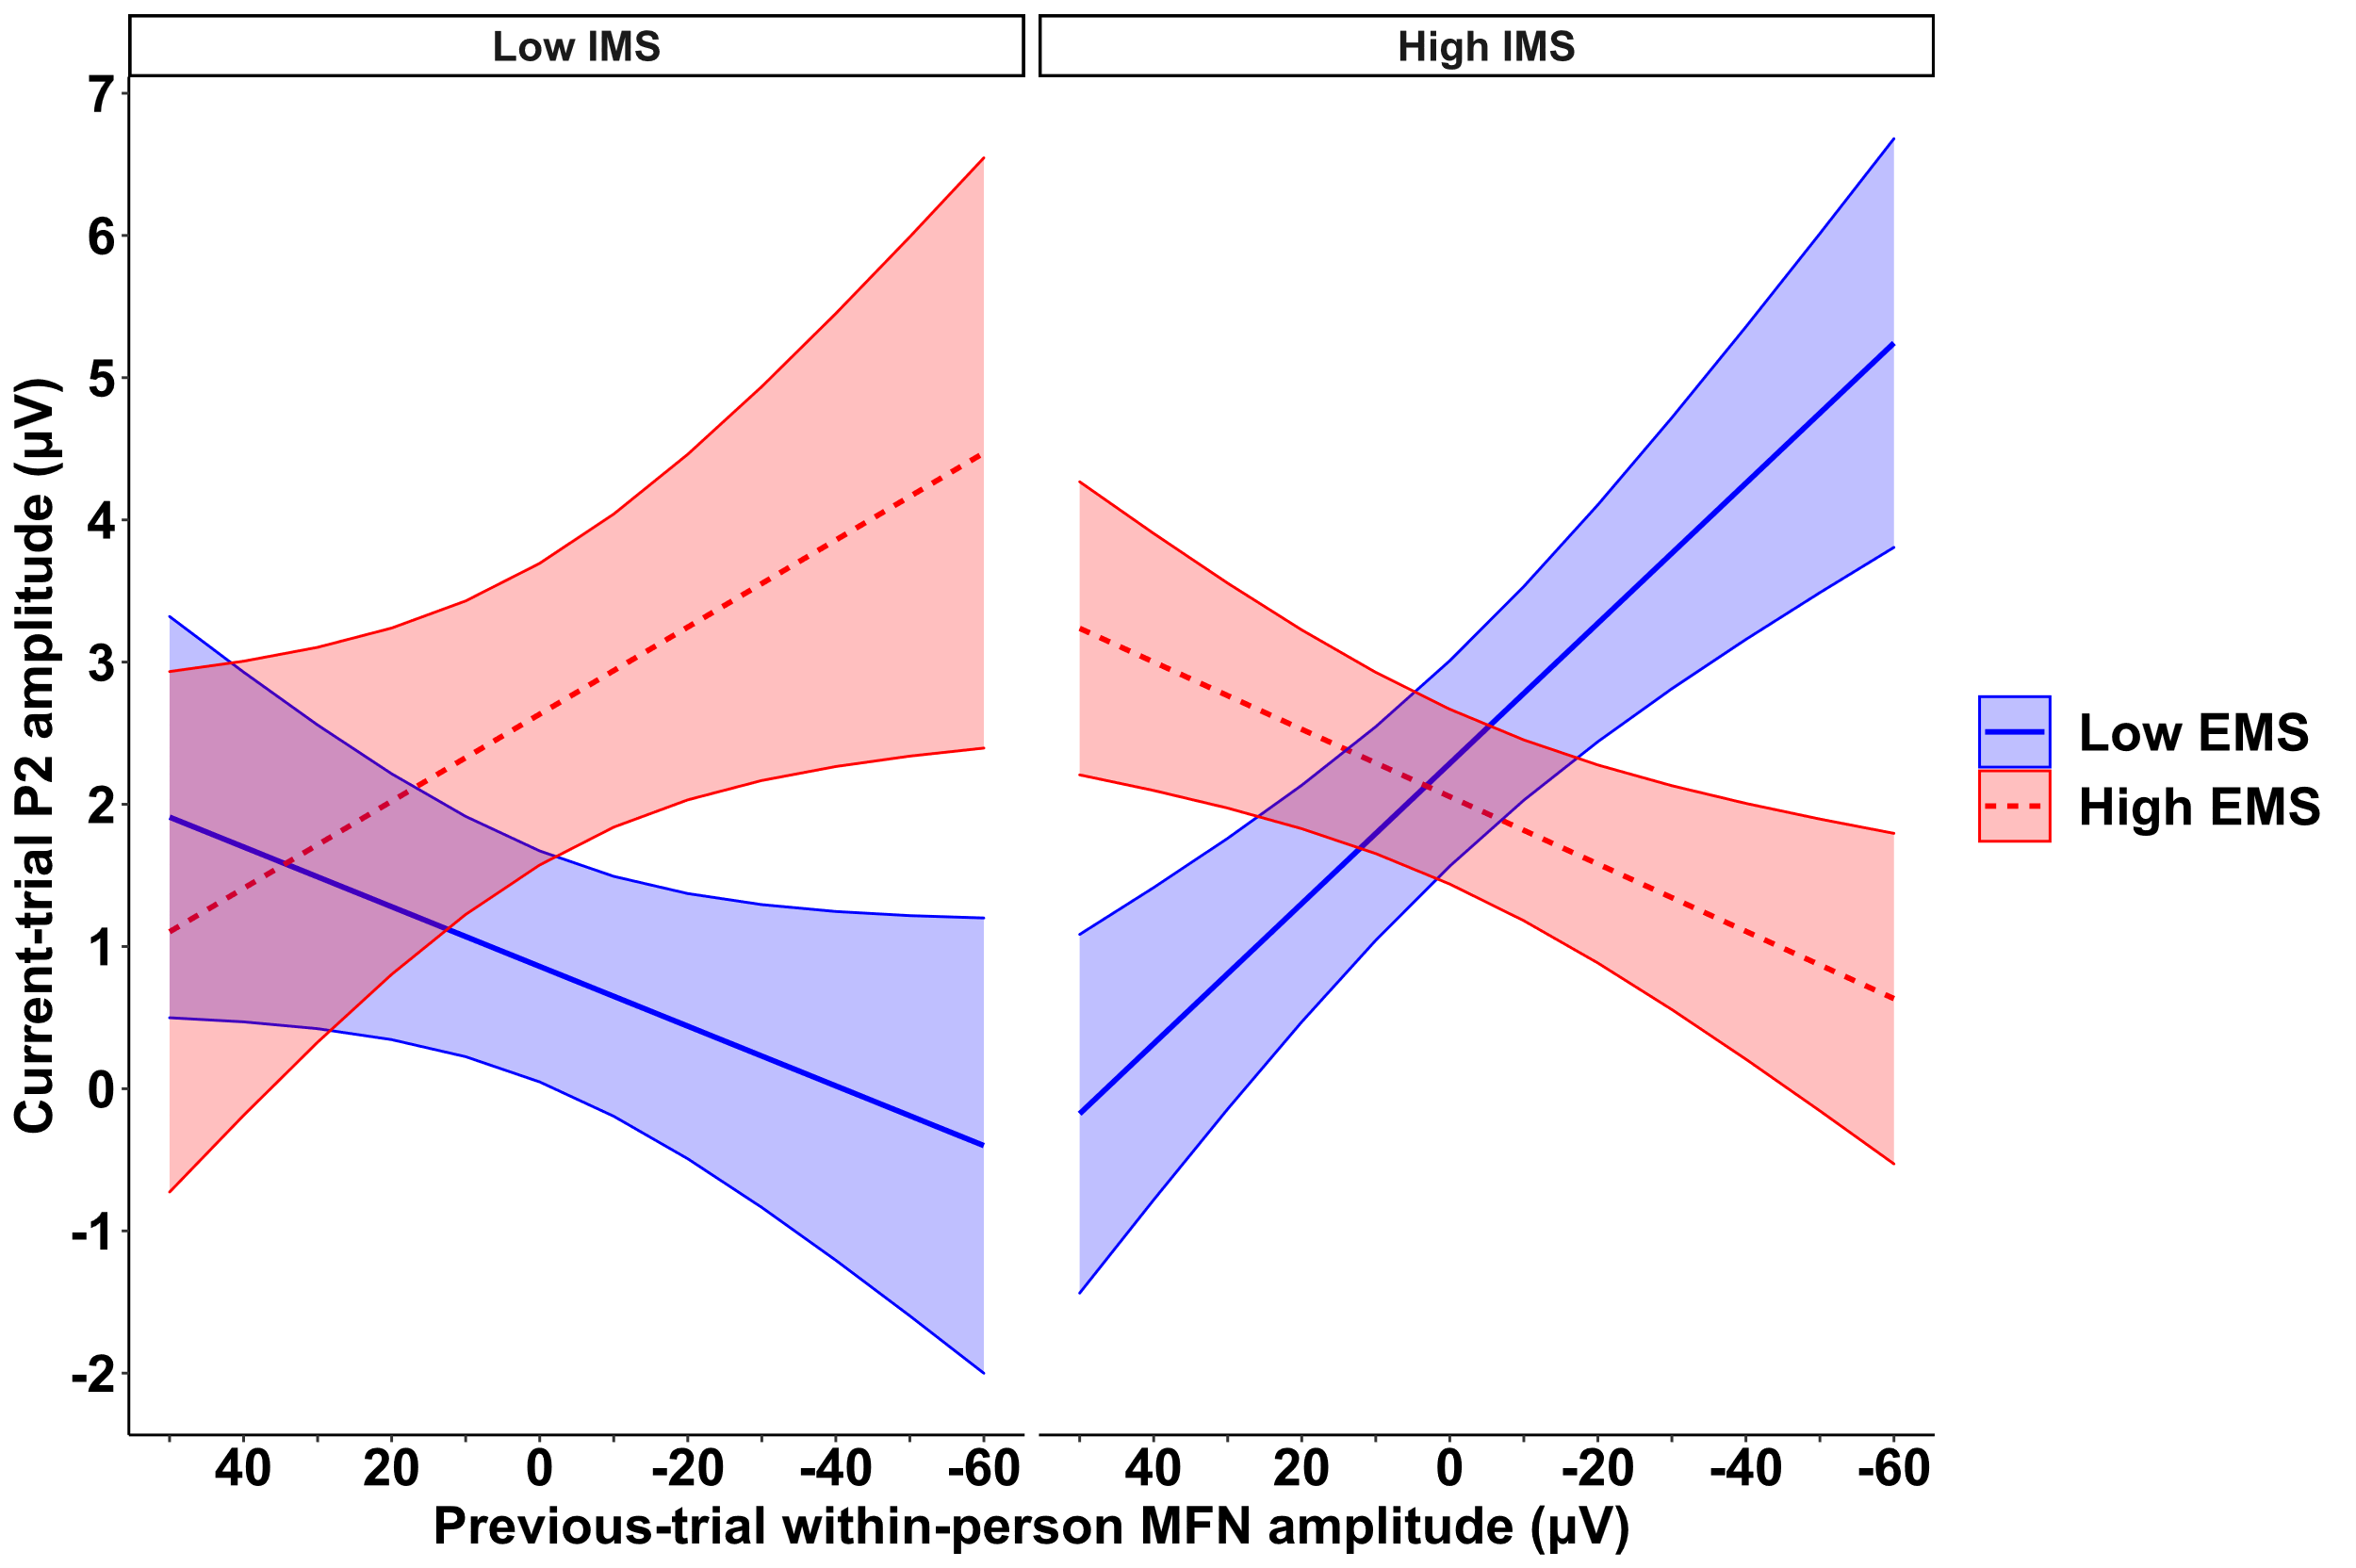 Low IMS
High IMS
7
6
5
4
3
2
1
0
-1
-2
Current-trial P2 amplitude (μV)
40 20 0 -20 -40 -60
40 20 0 -20 -40 -60
Previous-trial within-person MFN amplitude (μV)
Low EMS
High EMS